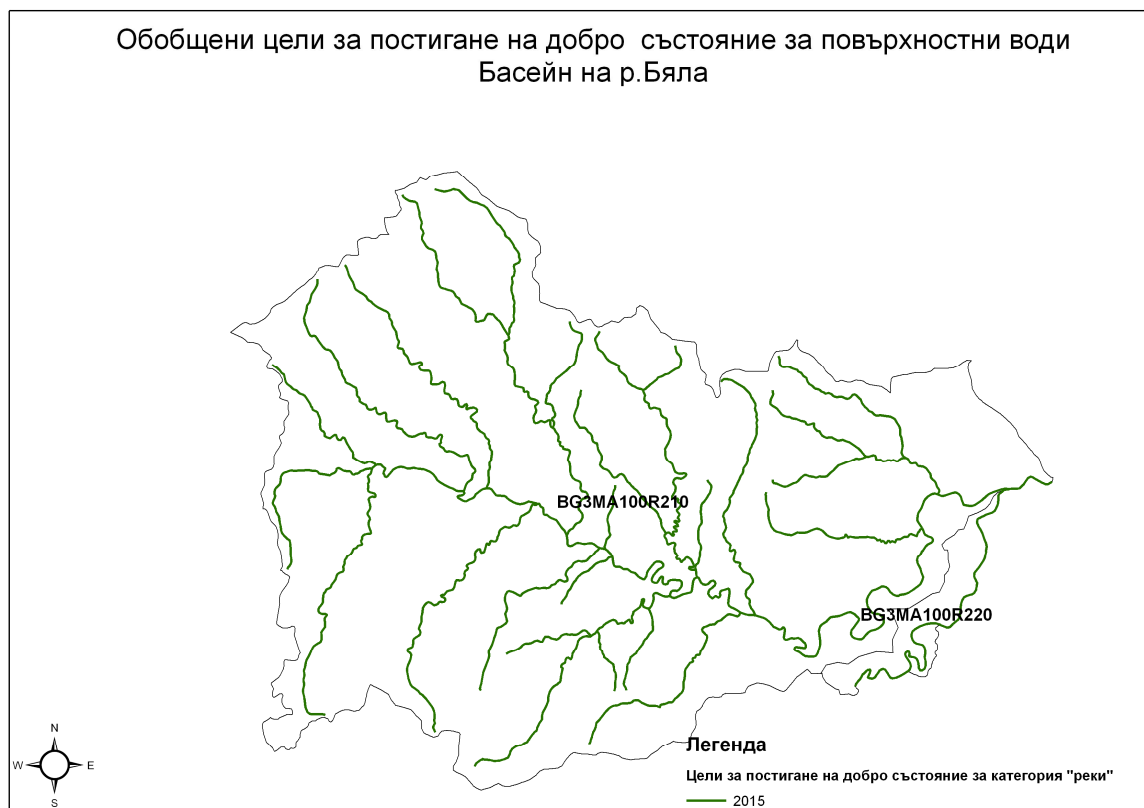 Обобщени цели за постигане на добро състояние за повърхностни води
Басейн на р.Бяла
BG3MA100R210
BG3MA100R220
Легенда
Цели за постигане на добро състояние за категория "реки"
2015
N
W E
S